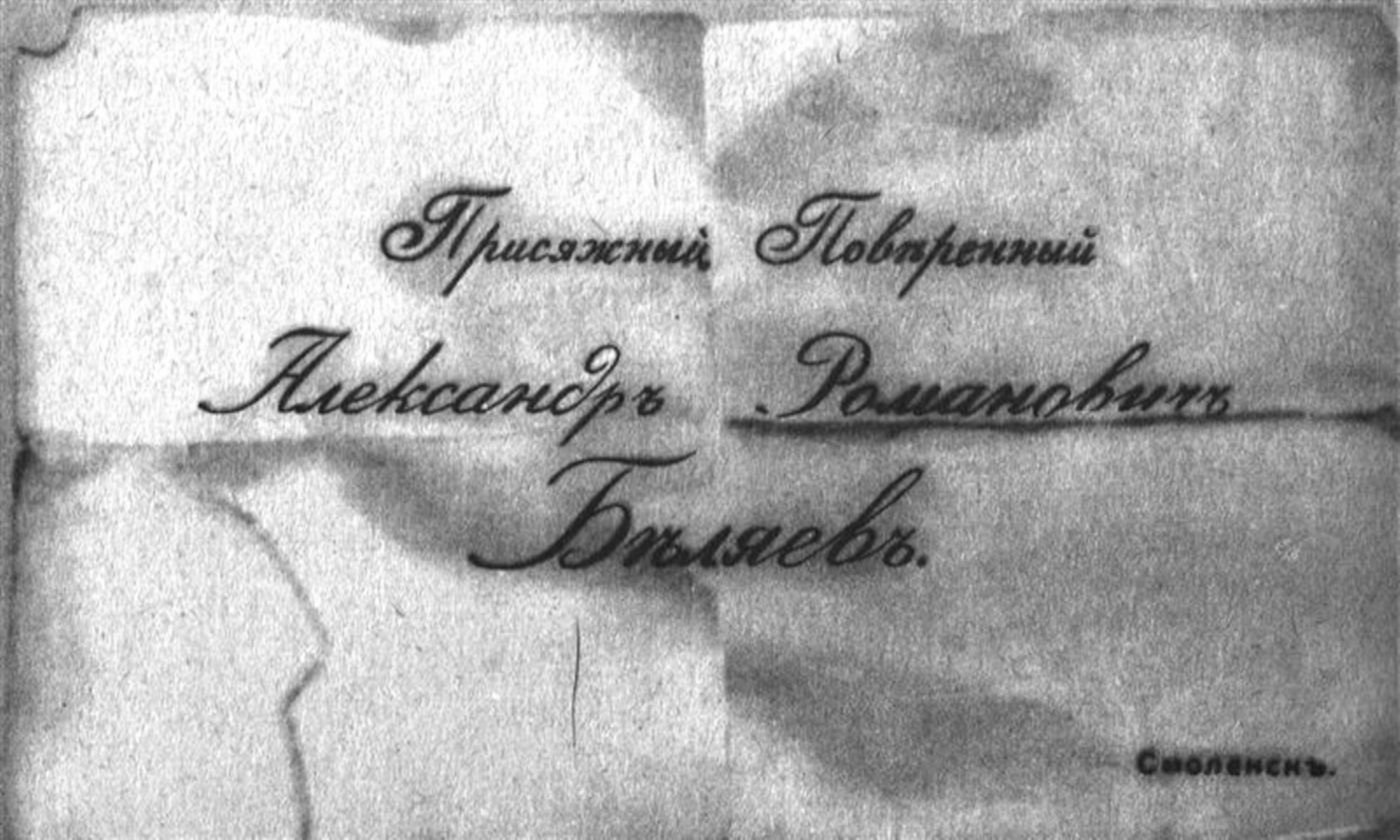 Присяжный Повѣренный
Александръ Романовичъ
Бѣляевъ.
Смоленскъ.